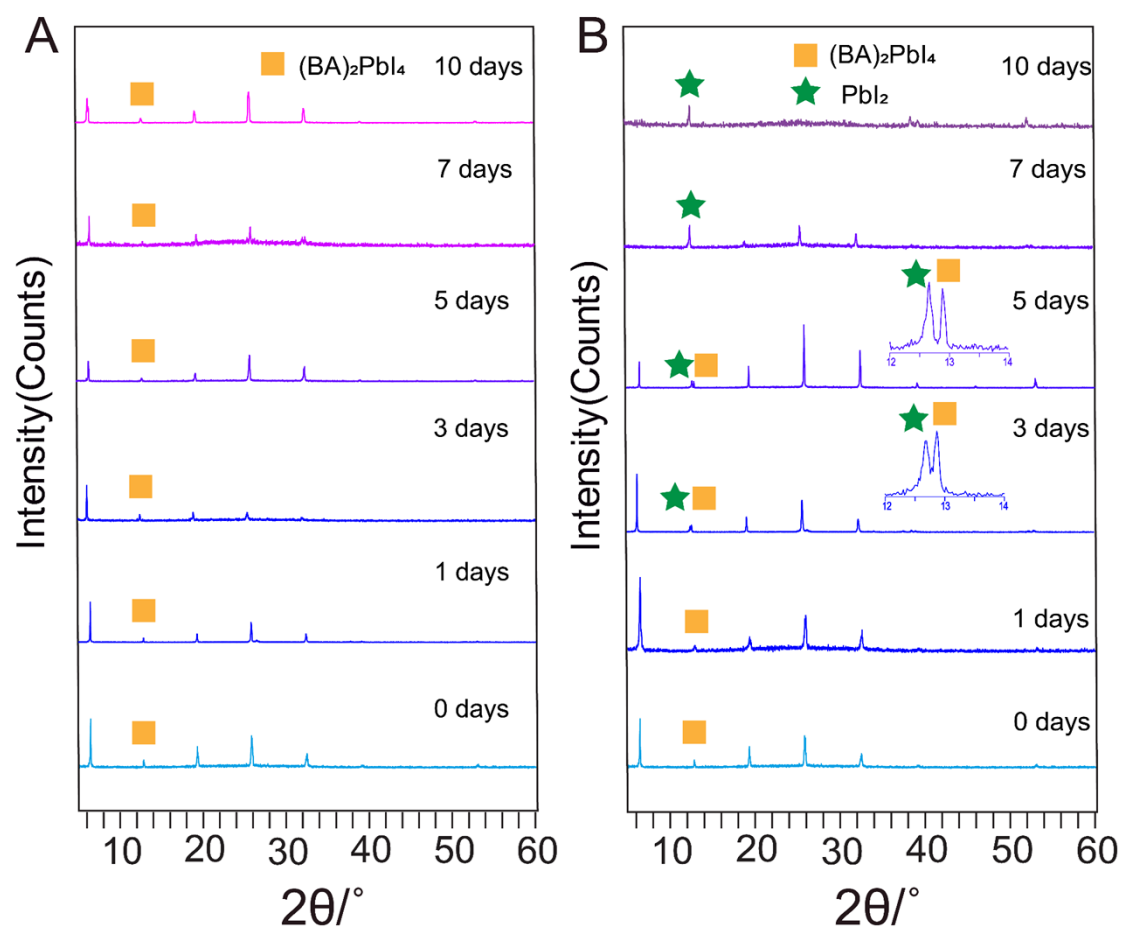 A
(BA)₂PbI₄
10 days
7 days
5 days
3 days
1 days
0 days
Intensity(Counts)
10 20 30 40 50 60
2θ/°
B
(BA)₂PbI₄
PbI₂
10 days
7 days
5 days
12 13 14
3 days
12 13 14
1 days
0 days
Intensity(Counts)
10 20 30 40 50 60
2θ/°